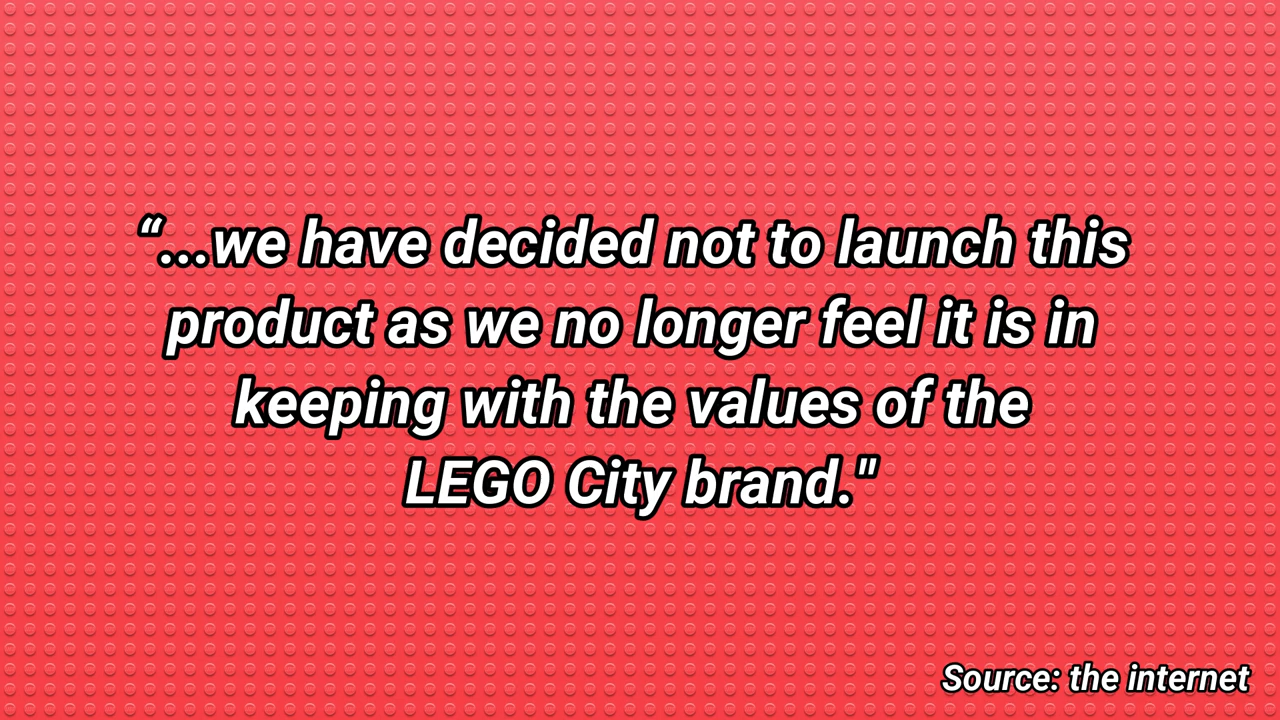 “...we have decided not to launch this
product as we no longer feel it is in
keeping with the values of the
LEGO City brand."
Source: the internet